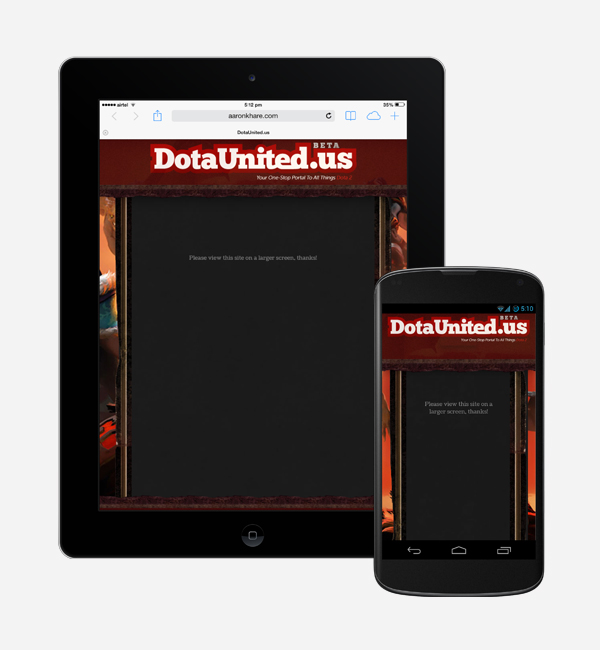 airtel 5:12 pm 35%
aaronkhare.com
DotaUnited.us
BETA
DotaUnited.us
Your One-Stop Portal To All Things Dota 2
Please view this site on a larger screen, thanks!
5:10
BETA
DotaUnited.us
Your One-Stop Portal To All Things Dota 2
Please view this site on a
larger screen, thanks!